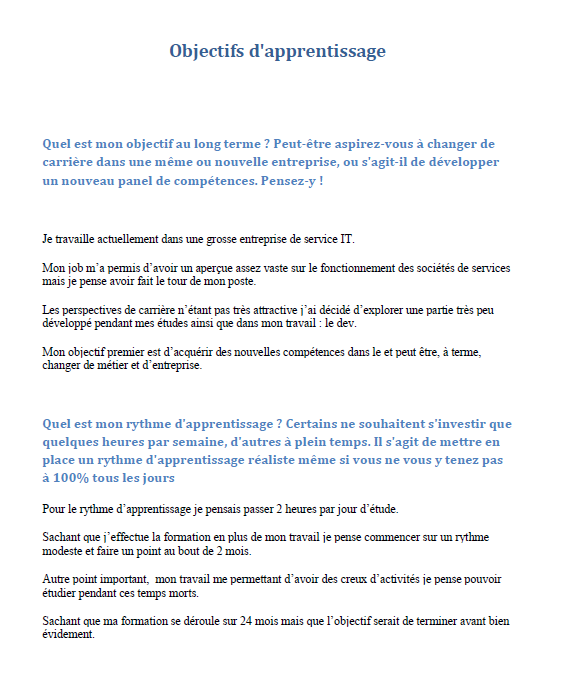 Objectifs d'apprentissage
Quel est mon objectif au long terme ? Peut-être aspirez-vous à changer de
carrière dans une même ou nouvelle entreprise, ou s'agit-il de développer
un nouveau panel de compétences. Pensez-y !
Je travaille actuellement dans une grosse entreprise de service IT.
Mon job m'a permis d'avoir un aperçue assez vaste sur le fonctionnement des sociétés de services
mais je pense avoir fait le tour de mon poste.
Les perspectives de carrière n'étant pas très attractive j'ai décidé d'explorer une partie très peu
développé pendant mes études ainsi que dans mon travail : le dev.
Mon objectif premier est d'acquérir des nouvelles compétences dans le et peut être, à terme,
changer de métier et d'entreprise.
Quel est mon rythme d'apprentissage ? Certains ne souhaitent s'investir que
quelques heures par semaine, d'autres à plein temps. Il s'agit de mettre en
place un rythme d'apprentissage réaliste même si vous ne vous y tenez pas
à 100% tous les jours
Pour le rythme d'apprentissage je pensais passer 2 heures par jour d'étude.
Sachant que j'effectue la formation en plus de mon travail je pense commencer sur un rythme
modeste et faire un point au bout de 2 mois.
Autre point important, mon travail me permettant d'avoir des creux d'activités je pense pouvoir
étudier pendant ces temps morts.
Sachant que ma formation se déroule sur 24 mois mais que l'objectif serait de terminer avant bien
évidement.